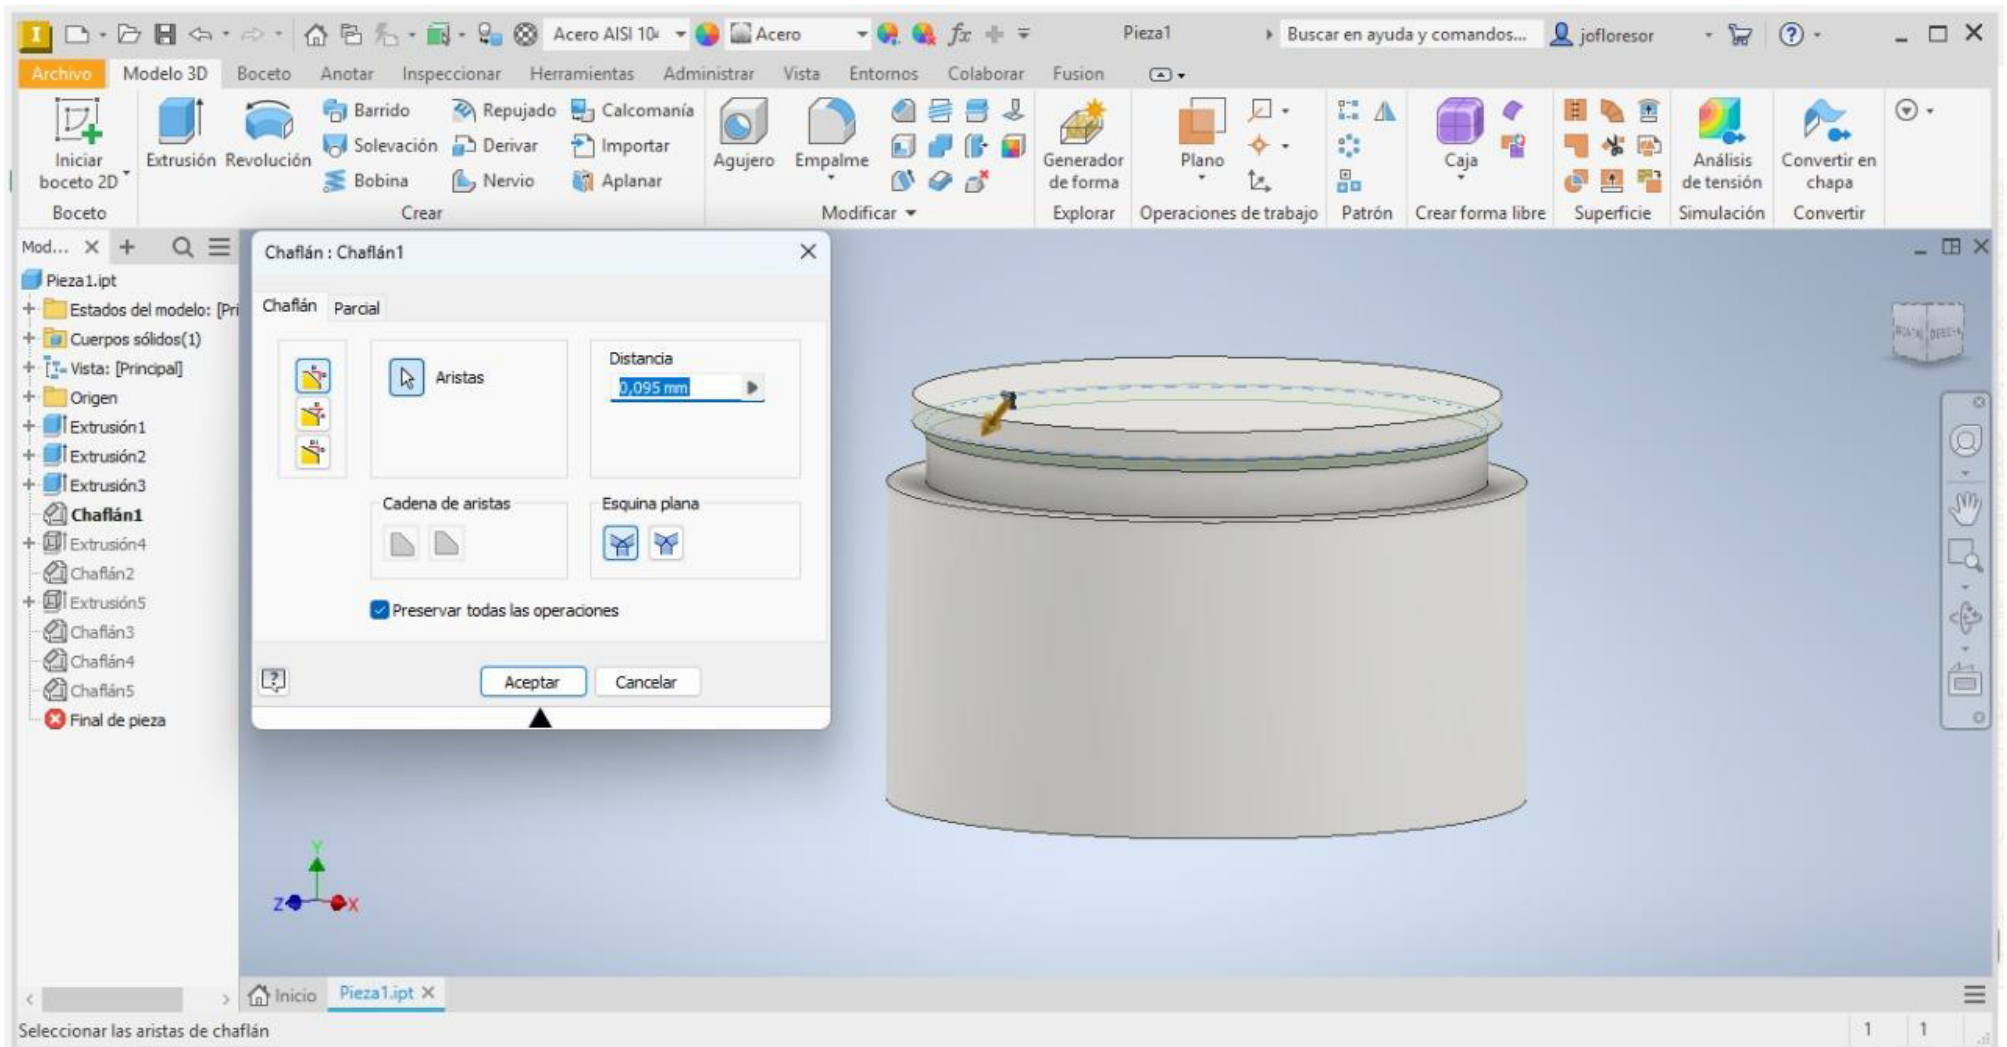 Acero AISI 10
Acero
fx
Pieza1
Buscar en ayuda y comandos...
jofloresor
Archivo
Modelo 3D
Boceto
Anotar
Inspeccionar
Herramientas
Administrar
Vista
Entornos
Colaborar
Fusion
Iniciar
boceto 2D
Extrusión
Revolución
Barrido
Solevación
Bobina
Repujado
Derivar
Nervio
Calcomanía
Importar
Aplanar
Agujero
Empalme
Generador
de forma
Plano
Caja
Análisis
de tensión
Convertir en
chapa
Boceto
Crear
Modificar
Explorar
Operaciones de trabajo
Patrón
Crear forma libre
Superficie
Simulación
Convertir
Mod...
Pieza1.ipt
Estados del modelo: [Pri
Cuerpos sólidos(1)
Vista: [Principal]
Origen
Extrusión1
Extrusión2
Extrusión3
Chaflán1
Extrusión4
Chaflán2
Extrusión5
Chaflán3
Chaflán4
Chaflán5
Final de pieza
Chaflán : Chaflán1
Chaflán
Parcial
Aristas
Distancia
0,095 mm
Cadena de aristas
Esquina plana
Preservar todas las operaciones
Aceptar
Cancelar
Y
Z
X
Inicio
Pieza1.ipt
Seleccionar las aristas de chaflán
1
1